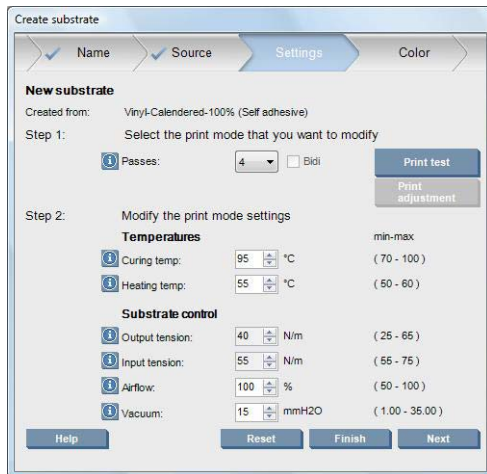 Create substrate
Name Source Settings Color
New substrate
Created from: Vinyl-Calendered-100% (Self adhesive)
Step 1: Select the print mode that you want to modify
Passes: 4 Bidi Print test
Print adjustment
Step 2: Modify the print mode settings
Temperatures min-max
Curing temp: 95 °C ( 70 - 100 )
Heating temp: 55 °C ( 50 - 60 )
Substrate control
Output tension: 40 N/m ( 25 - 65 )
Input tension: 55 N/m ( 55 - 75 )
Airflow: 100 % ( 50 - 100 )
Vacuum: 15 mmH2O ( 1.00 - 35.00 )
Help Reset Finish Next